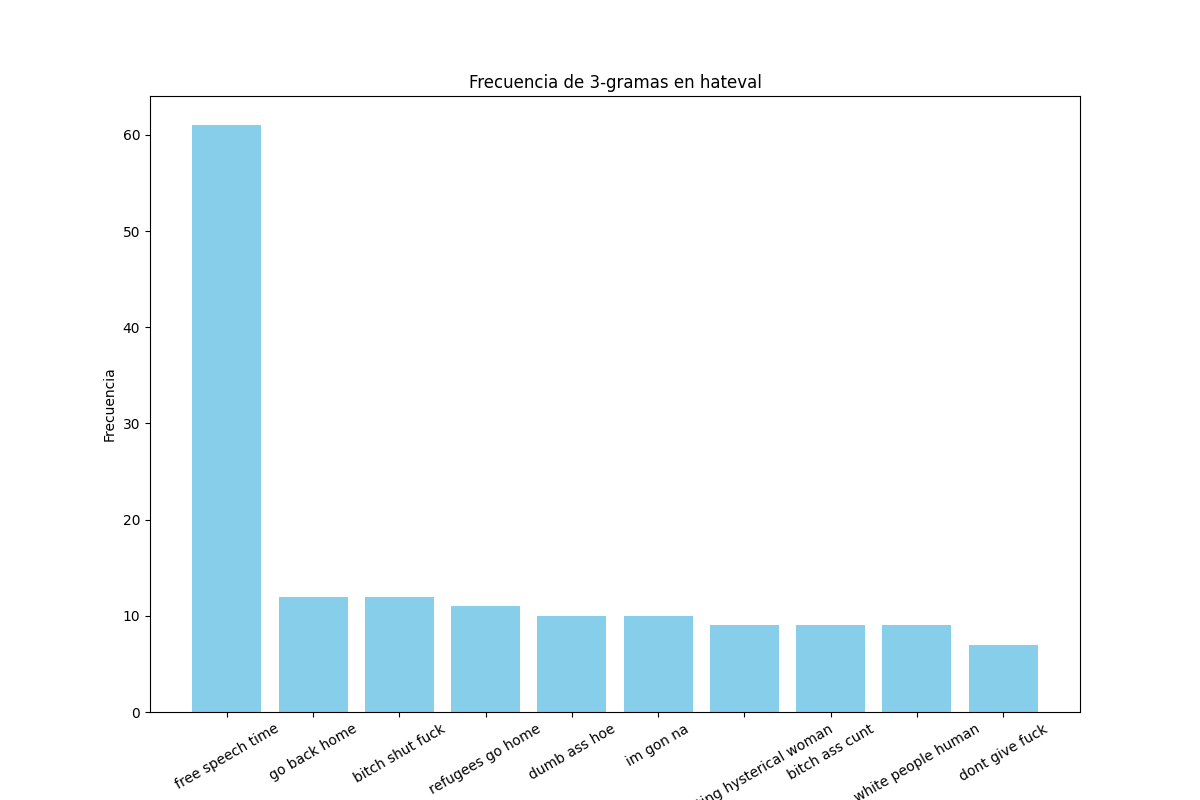 Frecuencia de 3-gramas en hateval
Frecuencia
60
50
40
30
20
10
0
free speech time
go back home
bitch shut fuck
refugees go home
dumb ass hoe
im gon na
hysterical woman
bitch ass cunt
white people human
dont give fuck